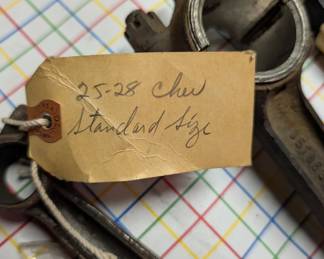 25-28 Chev
Standard Size